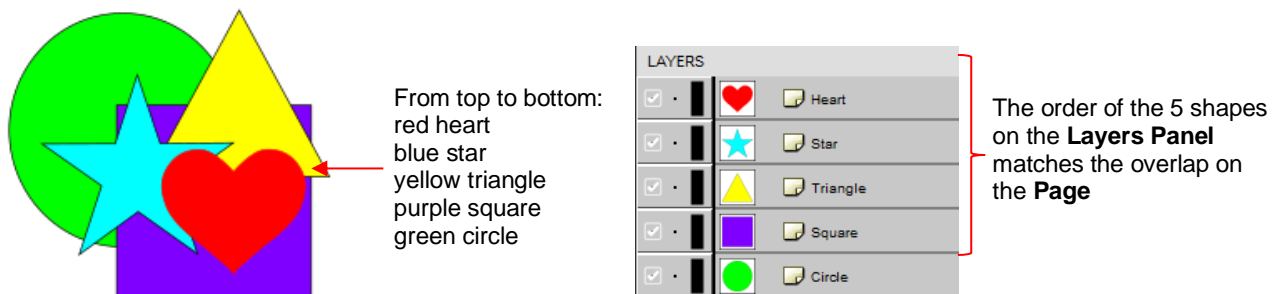 From top to bottom:
red heart
blue star
yellow triangle
purple square
green circle
LAYERS
Heart
Star
Triangle
Square
Circle
The order of the 5 shapes
on the Layers Panel
matches the overlap on
the Page